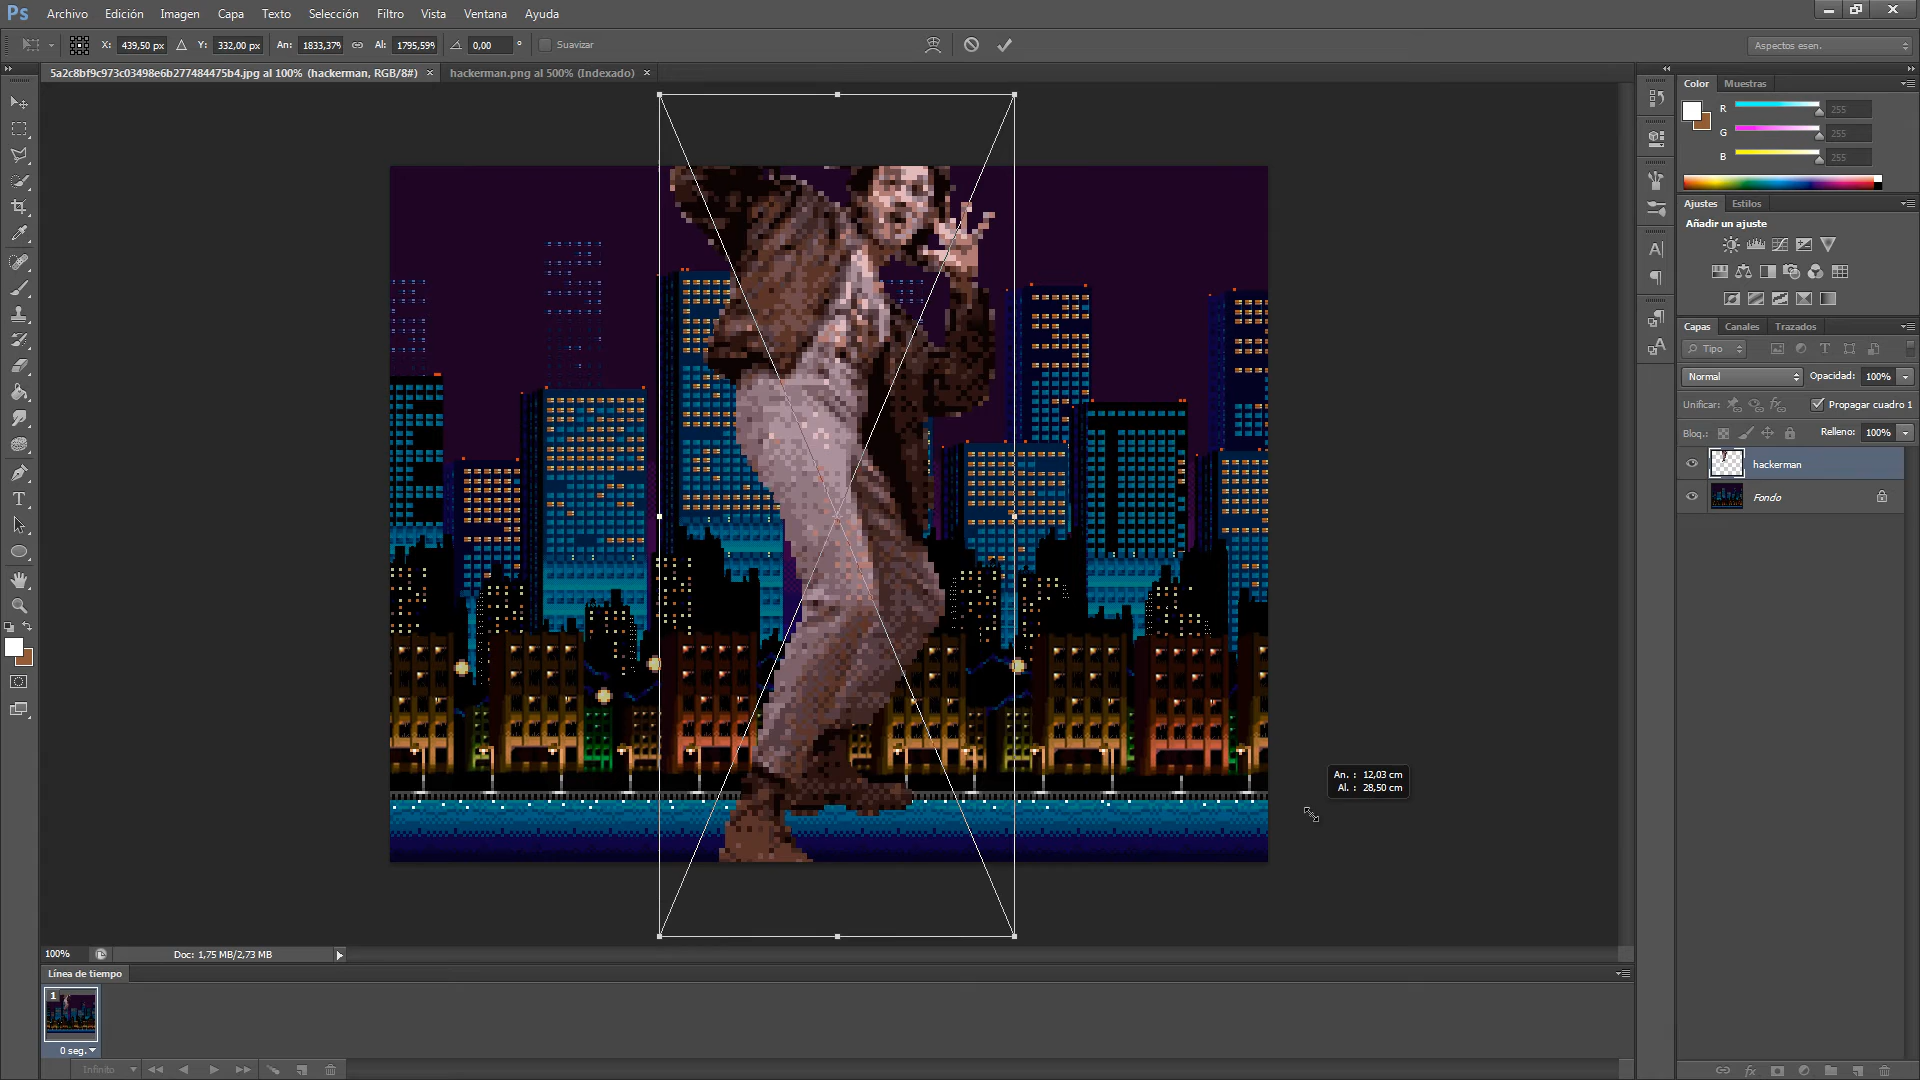 Ps Archivo Edición Imagen Capa Texto Selección Filtro Vista Ventana Ayuda
X: 439,50 px Y: 332,00 px An: 1833,37% Al: 1795,59% 0,00 ° Suavizar Aspectos esen.
5a2c8bf9c973c03498e6b277484475b4.jpg al 100% (hackerman, RGB/8#) × hackerman.png al 500% (Indexado) ×
Color Muestras
R 255
G 255
B 255
Ajustes Estilos
Añadir un ajuste
Capas Canales Trazados
Tipo
Normal Opacidad: 100%
Unificar: Propagar cuadro 1
Bloq.: Relleno: 100%
hackerman
Fondo
An. : 12,03 cm
Al. : 28,50 cm
100% Doc: 1,75 MB/2,73 MB
Línea de tiempo
1
0 seg.
Infinito